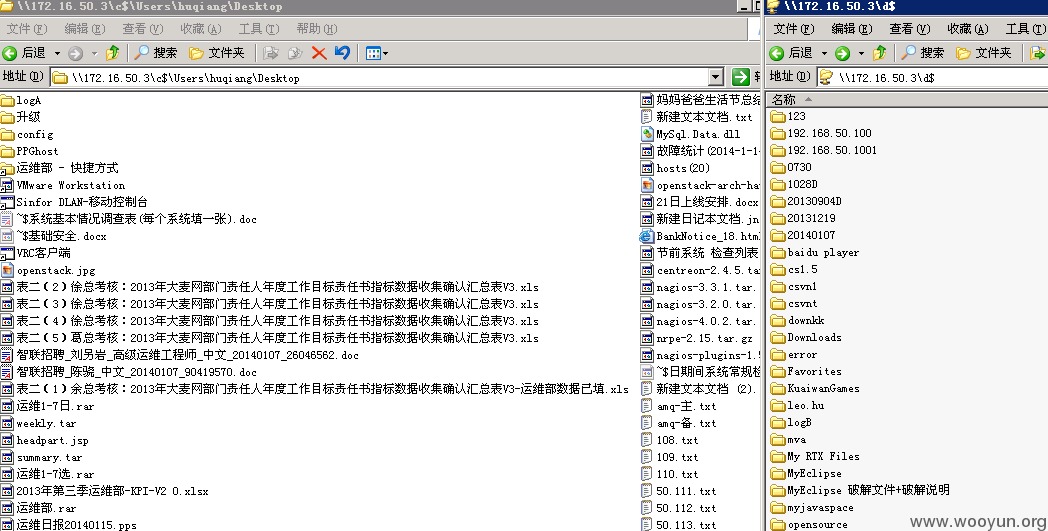 \\172.16.50.3\c$\Users\huqiang\Desktop
文件(F) 编辑(E) 查看(V) 收藏(A) 工具(T) 帮助(H)
后退 搜索 文件夹
地址(D) \\172.16.50.3\c$\Users\huqiang\Desktop
logA
升级
config
PPGhost
运维部 - 快捷方式
VMware Workstation
Sinfor DLAN-移动控制台
~$系统基本情况调查表(每个系统填一张).doc
~$基础安全.docx
VRC客户端
openstack.jpg
表二(2)徐总考核：2013年大麦网部门责任人年度工作目标责任书指标数据收集确认汇总表V3.xls
表二(3)徐总考核：2013年大麦网部门责任人年度工作目标责任书指标数据收集确认汇总表V3.xls
表二(4)徐总考核：2013年大麦网部门责任人年度工作目标责任书指标数据收集确认汇总表V3.xls
表二(5)葛总考核：2013年大麦网部门责任人年度工作目标责任书指标数据收集确认汇总表V3.xls
智联招聘_刘另岩_高级运维工程师_中文_20140107_26046562.doc
智联招聘_陈骁_中文_20140107_90419570.doc
表二(1)余总考核：2013年大麦网部门责任人年度工作目标责任书指标数据收集确认汇总表V3-运维部数据已填.xls
运维1-7日.rar
weekly.tar
headpart.jsp
summary.tar
运维1-7选.rar
2013年第三季运维部-KPI-V2 0.xlsx
运维部.rar
运维日报20140115.pps
妈妈爸爸生活节总结
新建文本文档.txt
MySql.Data.dll
故障统计(2014-1-1
hosts(20)
openstack-arch-ha
21日上线安排.docx
新建日记本文档.jn
BankNotice_18.htm
节前系统 检查列表
centreon-2.4.5.ta
nagios-3.3.1.tar.
nagios-3.2.0.tar.
nagios-4.0.2.tar.
nrpe-2.15.tar.gz
nagios-plugins-1.5
~$日期间系统常规检
新建文本文档 (2).
amq-主.txt
amq-备.txt
108.txt
109.txt
110.txt
50.111.txt
50.112.txt
50.113.txt
\\172.16.50.3\d$
文件(F) 编辑(E) 查看(V) 收藏(A) 工具(T)
后退 搜索 文件夹
地址(D) \\172.16.50.3\d$
名称
123
192.168.50.100
192.168.50.1001
0730
1028D
20130904D
20131219
20140107
baidu player
cs1.5
csvn1
csvnt
downkk
Downloads
error
Favorites
KuaiwanGames
leo.hu
logB
mva
My RTX Files
MyEclipse
MyEclipse 破解文件+破解说明
myjavaspace
opensource
www.wooyun.org